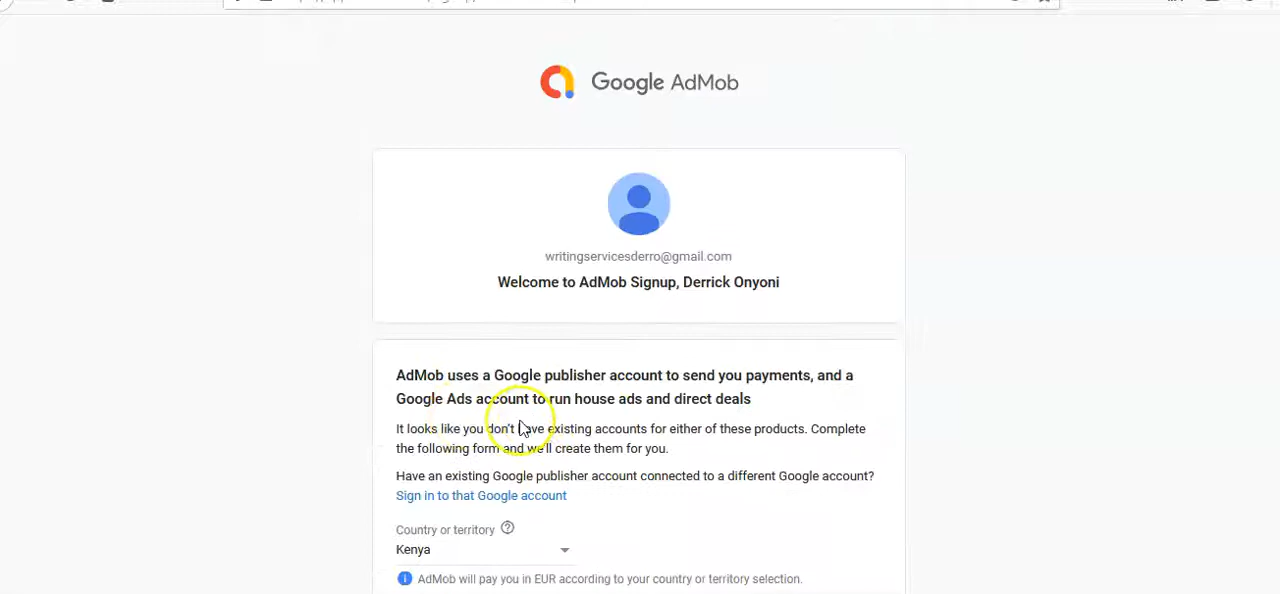 Google AdMob
writingservicesderro@gmail.com
Welcome to AdMob Signup, Derrick Onyoni
AdMob uses a Google publisher account to send you payments, and a
Google Ads account to run house ads and direct deals
It looks like you don't have existing accounts for either of these products. Complete
the following form and we'll create them for you.
Have an existing Google publisher account connected to a different Google account?
Sign in to that Google account
Country or territory
Kenya
AdMob will pay you in EUR according to your country or territory selection.